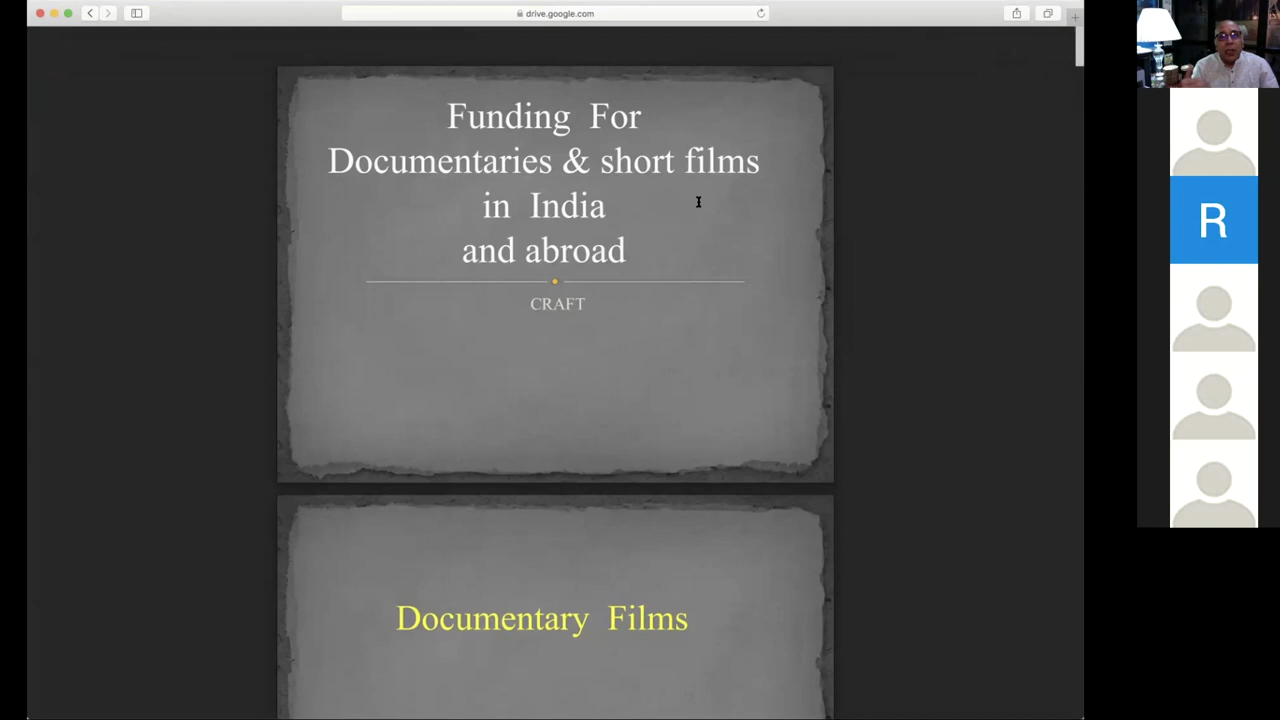 drive.google.com
Funding For
Documentaries & short films
in India
and abroad
CRAFT
R
Documentary Films